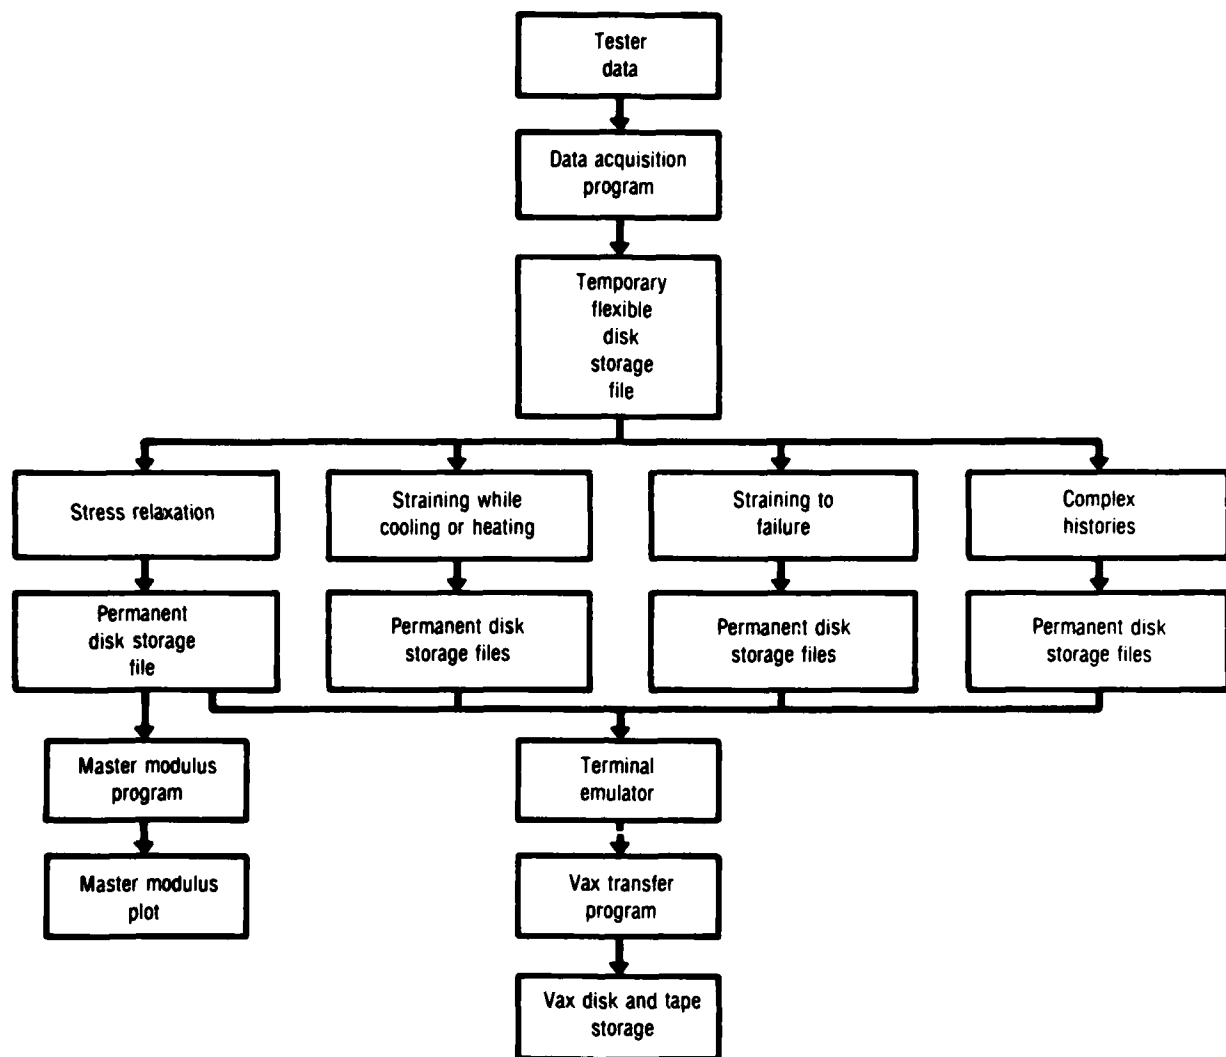 Tester
data
Data acquisition
program
Temporary
flexible
disk
storage
file
Stress relaxation
Straining while
cooling or heating
Straining to
failure
Complex
histories
Permanent
disk storage
file
Permanent disk
storage files
Permanent disk
storage files
Permanent disk
storage files
Master modulus
program
Terminal
emulator
Master modulus
plot
Vax transfer
program
Vax disk and tape
storage